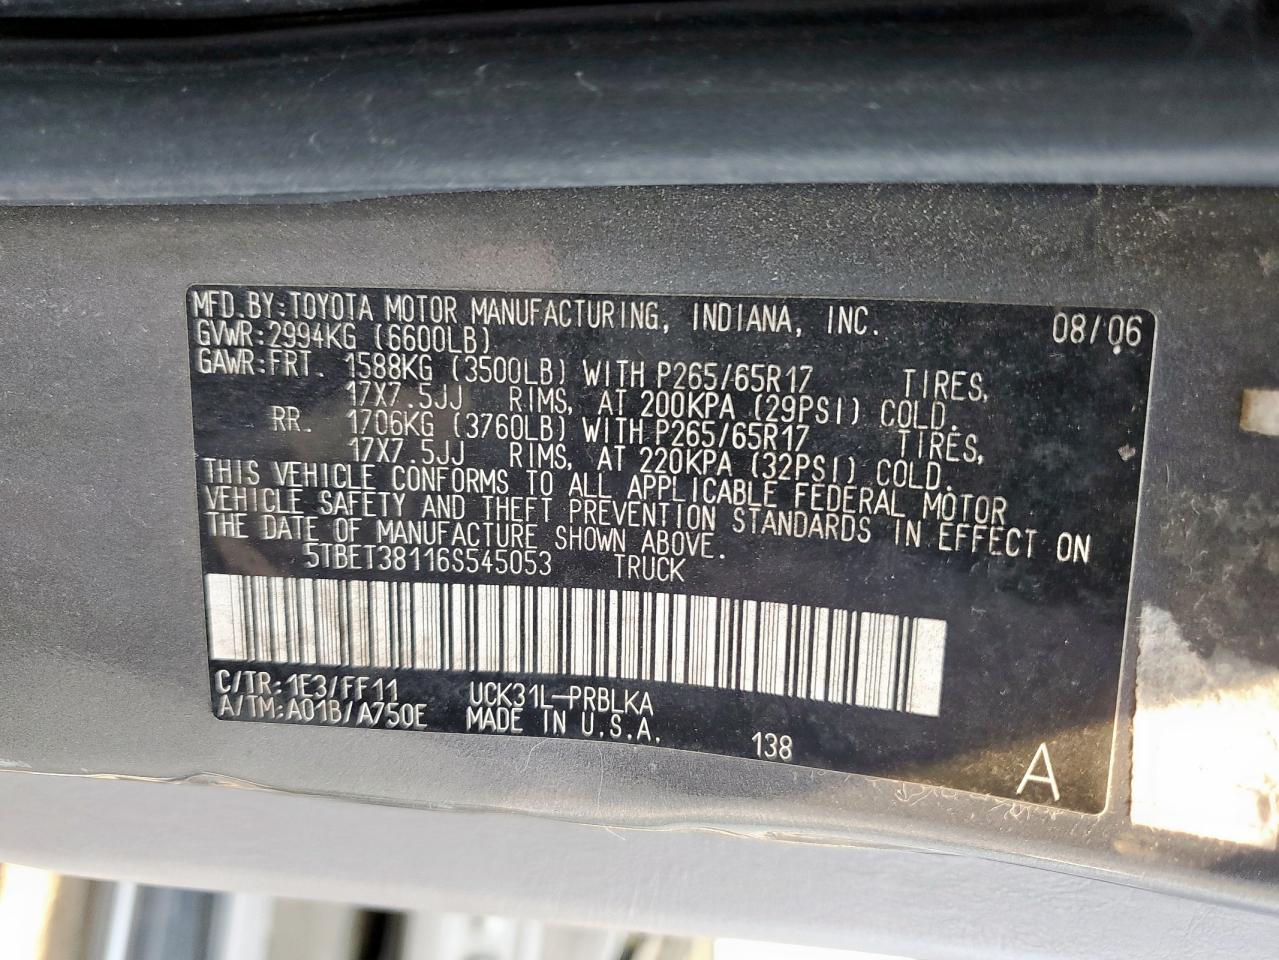 MFD.BY:TOYOTA MOTOR MANUFACTURING, INDIANA, INC. 08/06
GVWR:2994KG (6600LB)
GAWR:FRT. 1588KG (3500LB) WITH P265/65R17 TIRES,
17X7.5JJ RIMS, AT 200KPA (29PSI) COLD.
RR. 1706KG (3760LB) WITH P265/65R17 TIRES,
17X7.5JJ RIMS, AT 220KPA (32PSI) COLD.
THIS VEHICLE CONFORMS TO ALL APPLICABLE FEDERAL MOTOR
VEHICLE SAFETY AND THEFT PREVENTION STANDARDS IN EFFECT ON
THE DATE OF MANUFACTURE SHOWN ABOVE.
5TBET38116S545053 TRUCK
C/TR:1E3/FF11 UCK31L-PRBLKA
A/TM:A01B/A750E MADE IN U.S.A.
138
A